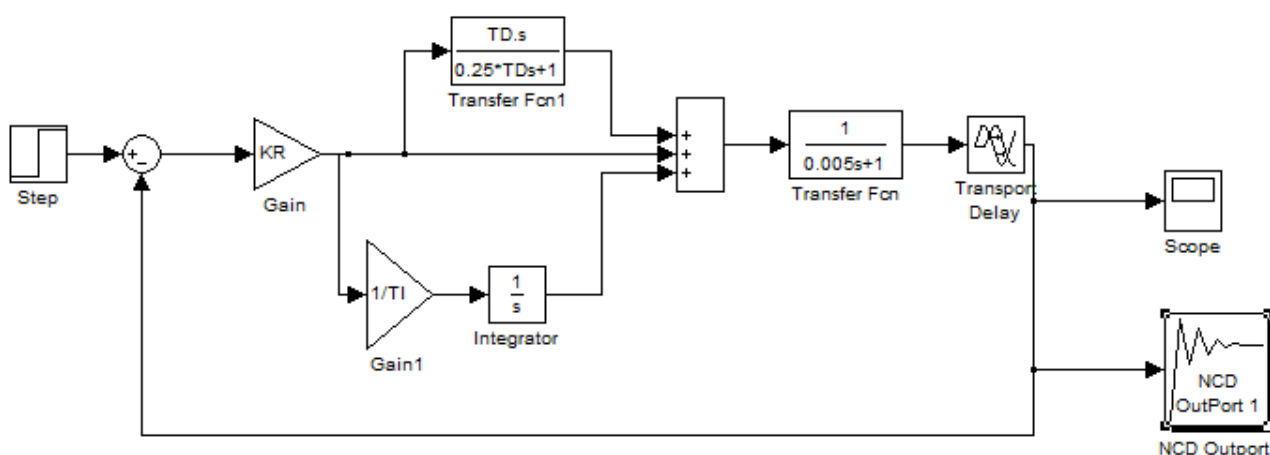 TD.s
0.25*TDs+1
Transfer Fcn1
Step
+
−
KR
Gain
+
+
+
1
0.005s+1
Transfer Fcn
Transport
Delay
Scope
1/TI
Gain1
1
s
Integrator
NCD
OutPort 1
NCD Outport